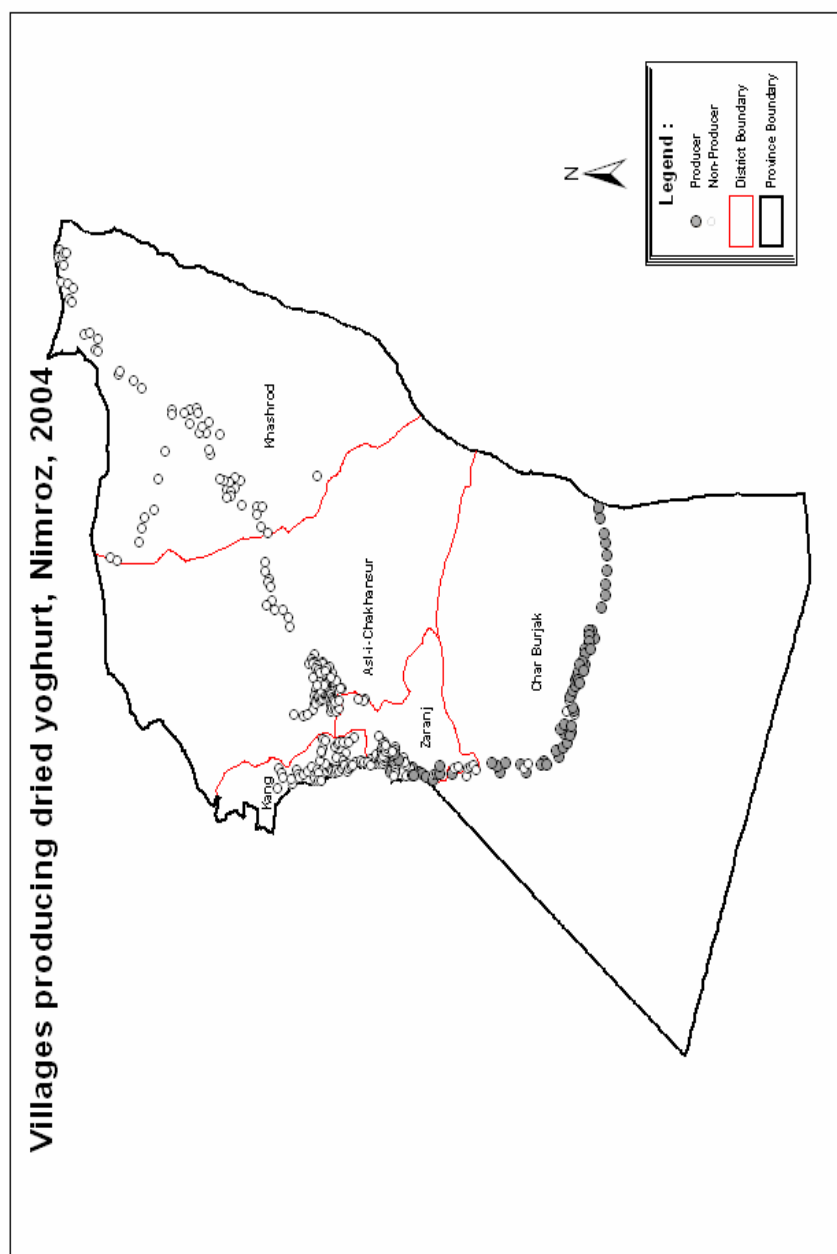 Villages producing dried yoghurt, Nimroz, 2004
N
Khashrod
Kang
Asl-i-Chakhansur
Zaranj
Char Burjak
Legend :
Producer
Non-Producer
District Boundary
Province Boundary